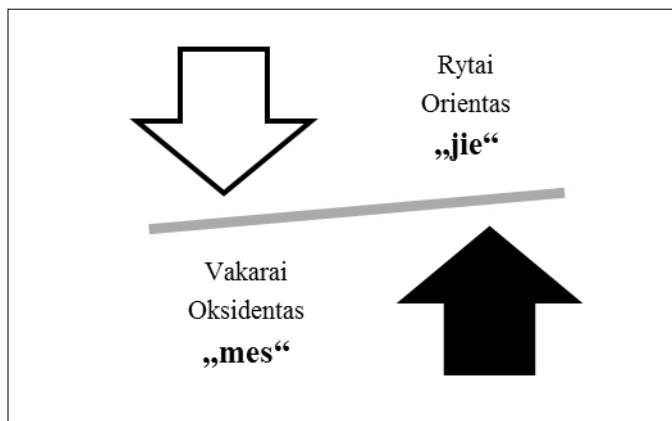 Rytai
Orientas
„jie“
Vakarai
Oksidentas
„mes“